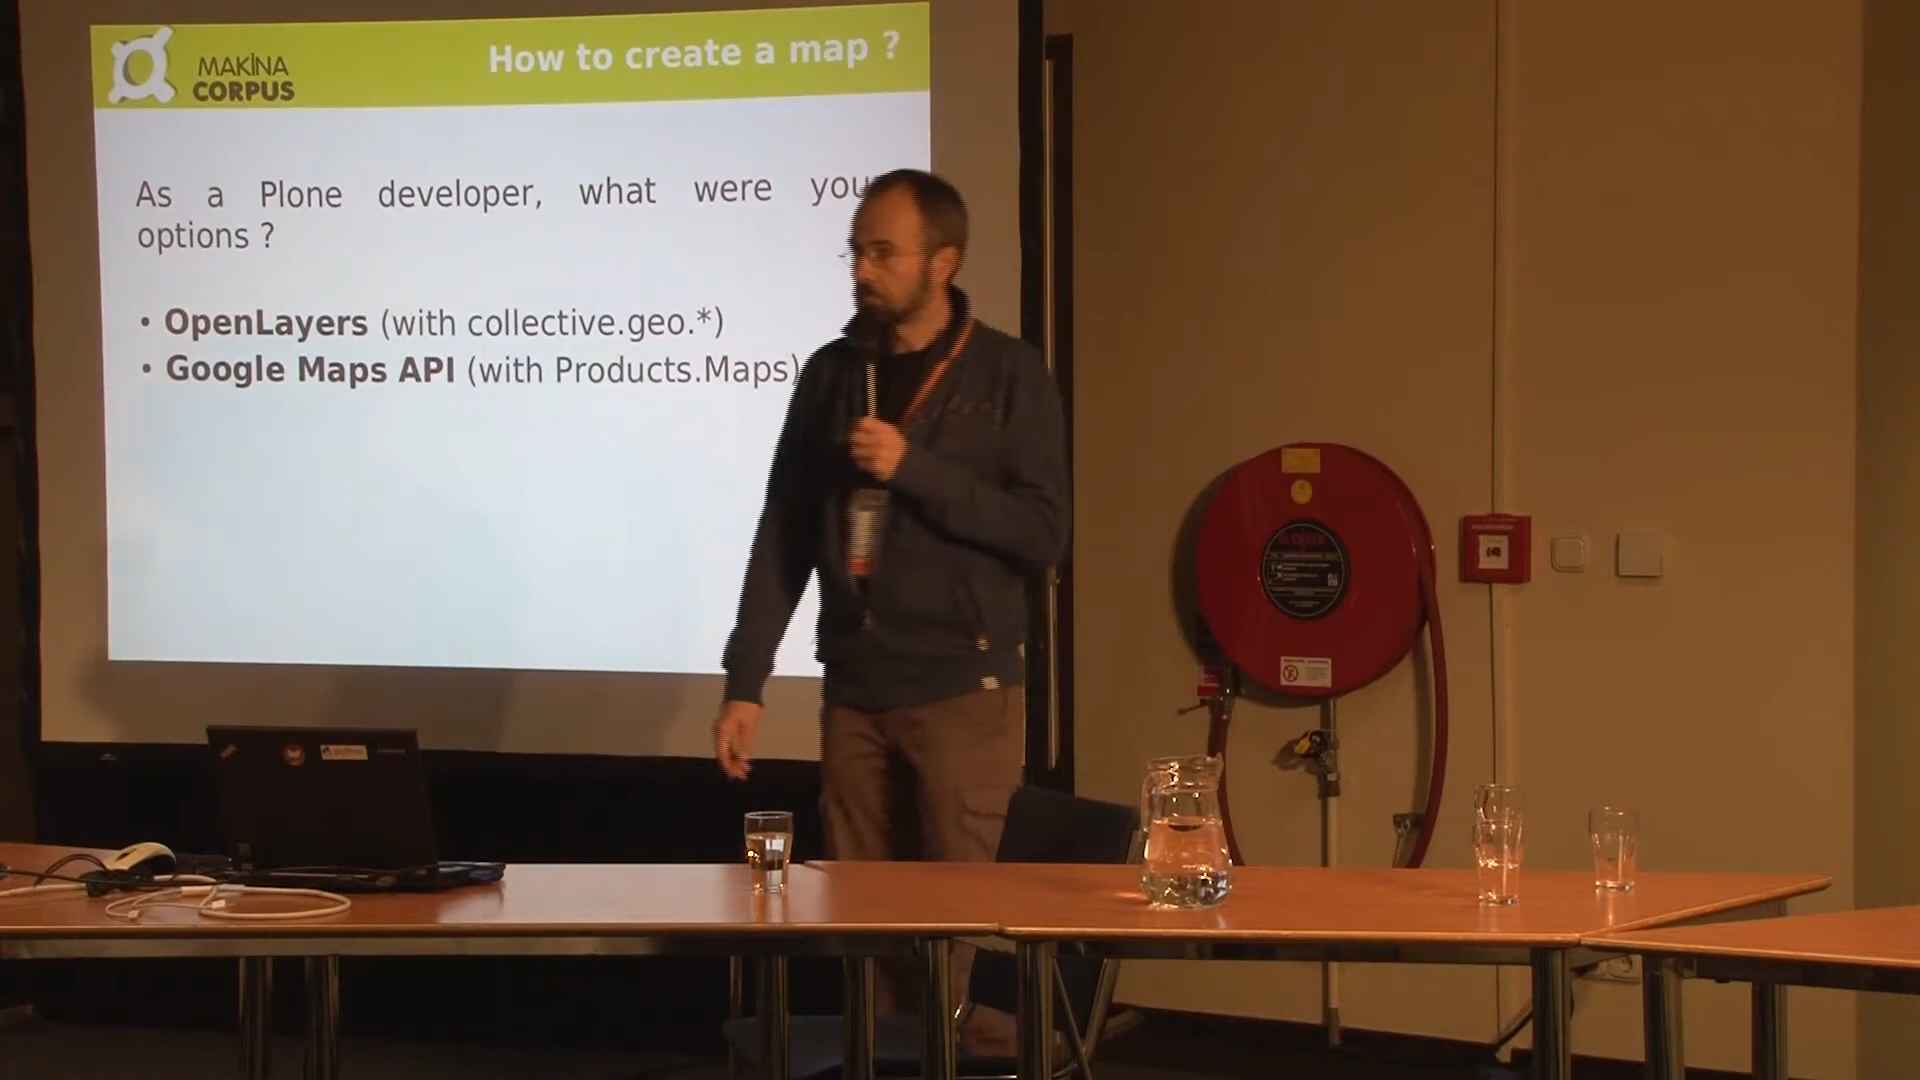 MAKINA
CORPUS
How to create a map ?
As a Plone developer, what were you
options ?
• OpenLayers (with collective.geo.*)
• Google Maps API (with Products.Maps)